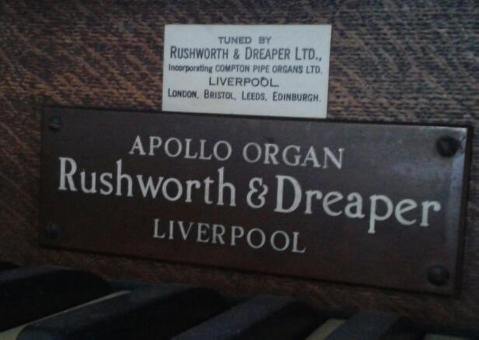 TUNED BY
RUSHWORTH & DREAPER LTD.,
Incorporating COMPTON PIPE ORGANS LTD.
LIVERPOOL.
LONDON, BRISTOL, LEEDS, EDINBURGH.
APOLLO ORGAN
Rushworth & Dreaper
LIVERPOOL